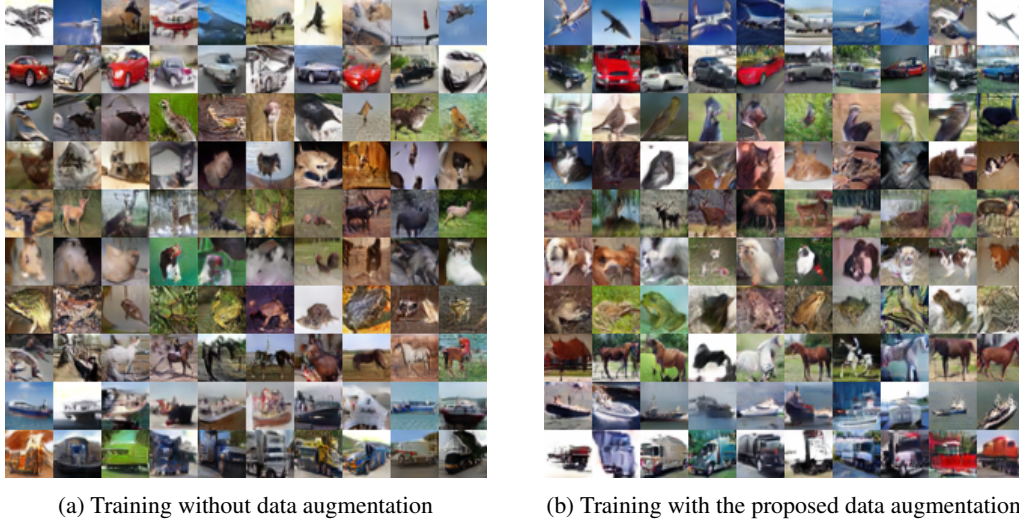 (a) Training without data augmentation
(b) Training with the proposed data augmentation